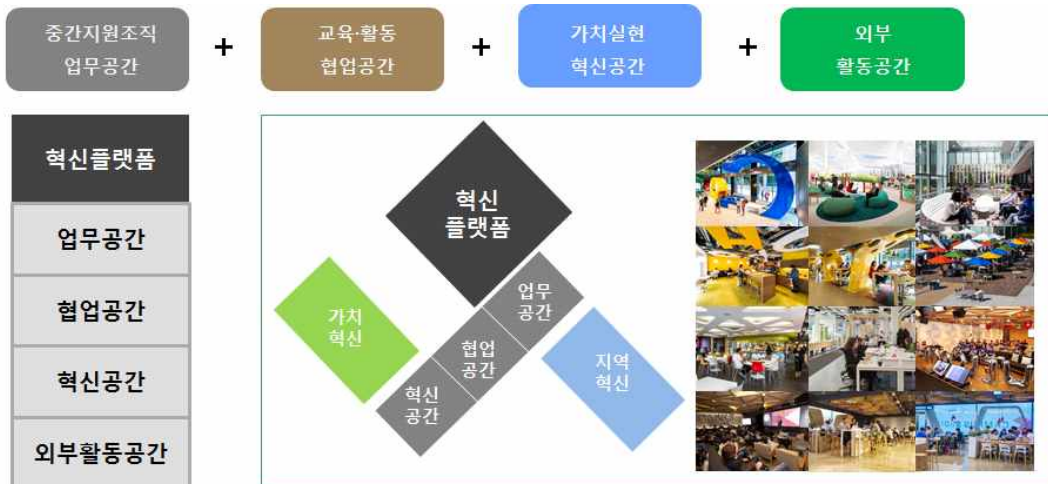 중간지원조직
업무공간
+
교육·활동
협업공간
+
가치실현
혁신공간
+
외부
활동공간
혁신플랫폼
업무공간
협업공간
혁신공간
외부활동공간
혁신
플랫폼
업무
공간
가치
혁신
협업
공간
지역
혁신
혁신
공간